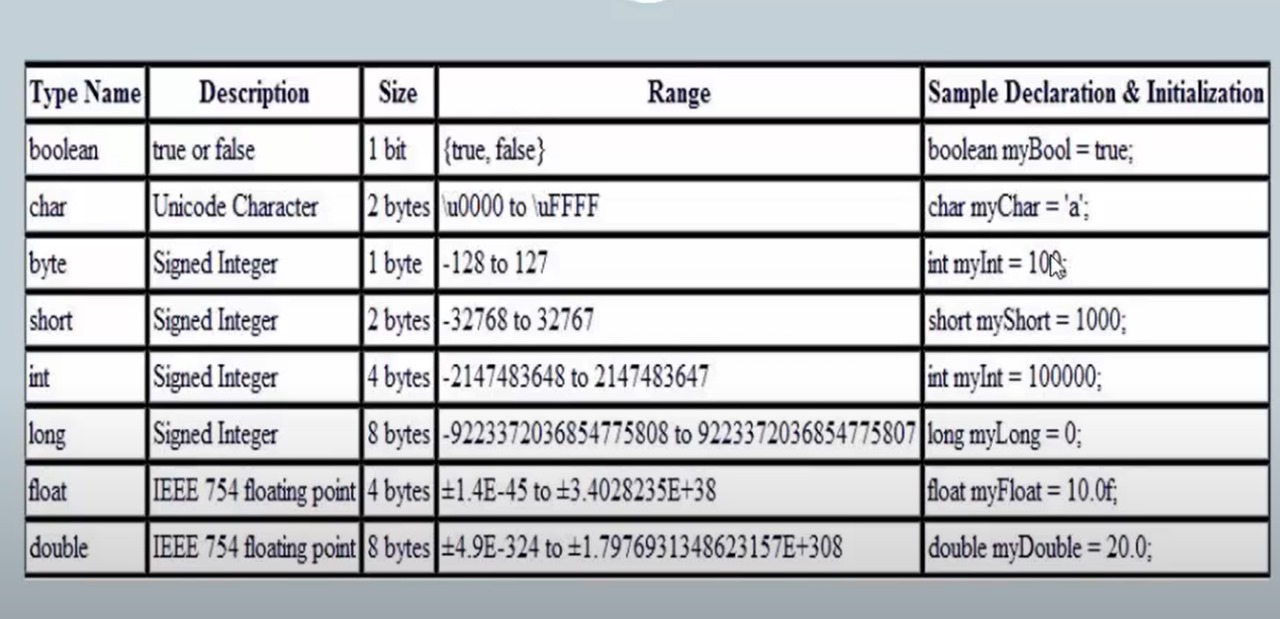 Type Name Description Size Range Sample Declaration & Initialization
boolean true or false 1 bit {true, false} boolean myBool = true;
char Unicode Character 2 bytes \u0000 to \uFFFF char myChar = 'a';
byte Signed Integer 1 byte -128 to 127 int myInt =
short Signed Integer 2 bytes -32768 to 32767 short myShort = 1000;
int Signed Integer 4 bytes -2147483648 to 2147483647 int myInt = 100000;
long Signed Integer 8 bytes -9223372036854775808 to 9223372036854775807 long myLong = 0;
float IEEE 754 floating point 4 bytes ±1.4E-45 to ±3.4028235E+38 float myFloat = 10.0f;
double IEEE 754 floating point 8 bytes ±4.9E-324 to ±1.7976931348623157E+308 double myDouble = 20.0;